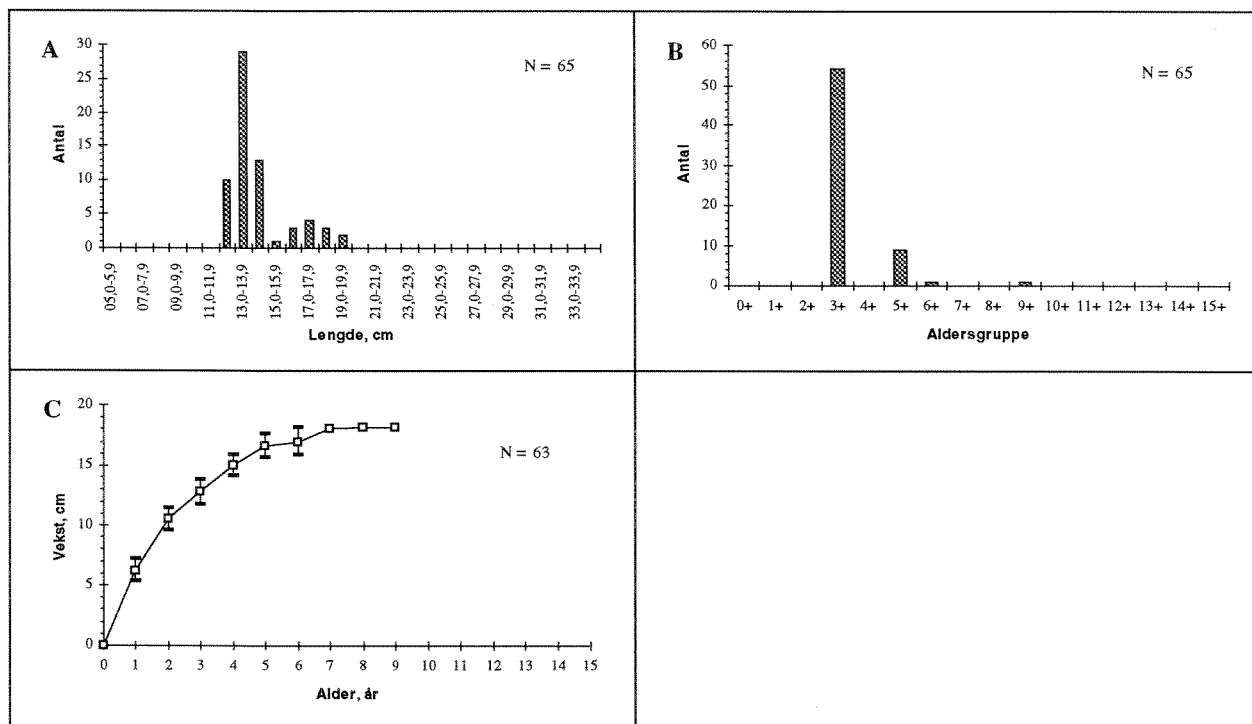 A
N = 65
Antal
30
25
20
15
10
5
0
05,0-5,9
07,0-7,9
09,0-9,9
11,0-11,9
13,0-13,9
15,0-15,9
17,0-17,9
19,0-19,9
21,0-21,9
23,0-23,9
25,0-25,9
27,0-27,9
29,0-29,9
31,0-31,9
33,0-33,9
Lengde, cm
B
N = 65
Antal
60
50
40
30
20
10
0
0+ 1+ 2+ 3+ 4+ 5+ 6+ 7+ 8+ 9+ 10+ 11+ 12+ 13+ 14+ 15+
Aldersgruppe
C
N = 63
Vekst, cm
20
15
10
5
0
0 1 2 3 4 5 6 7 8 9 10 11 12 13 14 15
Alder, år